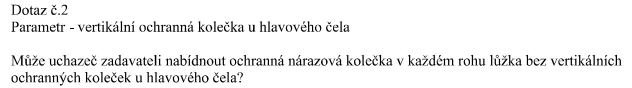 Dotaz č.2
Parametr - vertikální ochranná kolečka u hlavového čela
Může uchazeč zadavateli nabídnout ochranná nárazová kolečka v každém rohu lůžka bez vertikálních
ochranných koleček u hlavového čela?